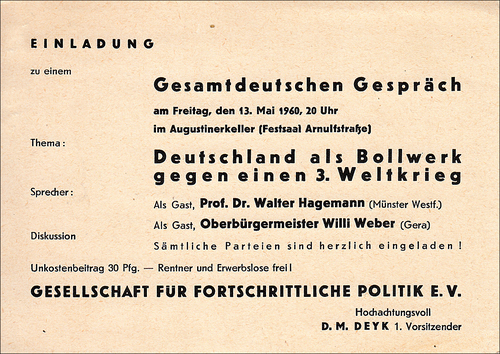 EINLADUNG
zu einem
Gesamtdeutschen Gespräch
am Freitag, den 13. Mai 1960, 20 Uhr
im Augustinerkeller (Festsaal Arnulfstraße)
Thema:
Deutschland als Bollwerk
gegen einen 3. Weltkrieg
Sprecher:
Als Gast, Prof. Dr. Walter Hagemann (Münster Westf.)
Als Gast, Oberbürgermeister Willi Weber (Gera)
Diskussion
Sämtliche Parteien sind herzlich eingeladen!
Unkostenbeitrag 30 Pfg. — Rentner und Erwerbslose frei!
GESELLSCHAFT FÜR FORTSCHRITTLICHE POLITIK E. V.
Hochachtungsvoll
D. M. DEYK 1. Vorsitzender